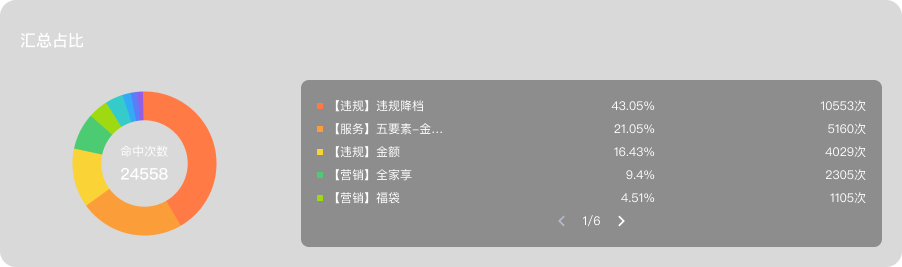 汇总占比
命中次数
24558
【违规】违规降档 43.05% 10553次
【服务】五要素-金... 21.05% 5160次
【违规】金额 16.43% 4029次
【营销】全家享 9.4% 2305次
【营销】福袋 4.51% 1105次
1/6